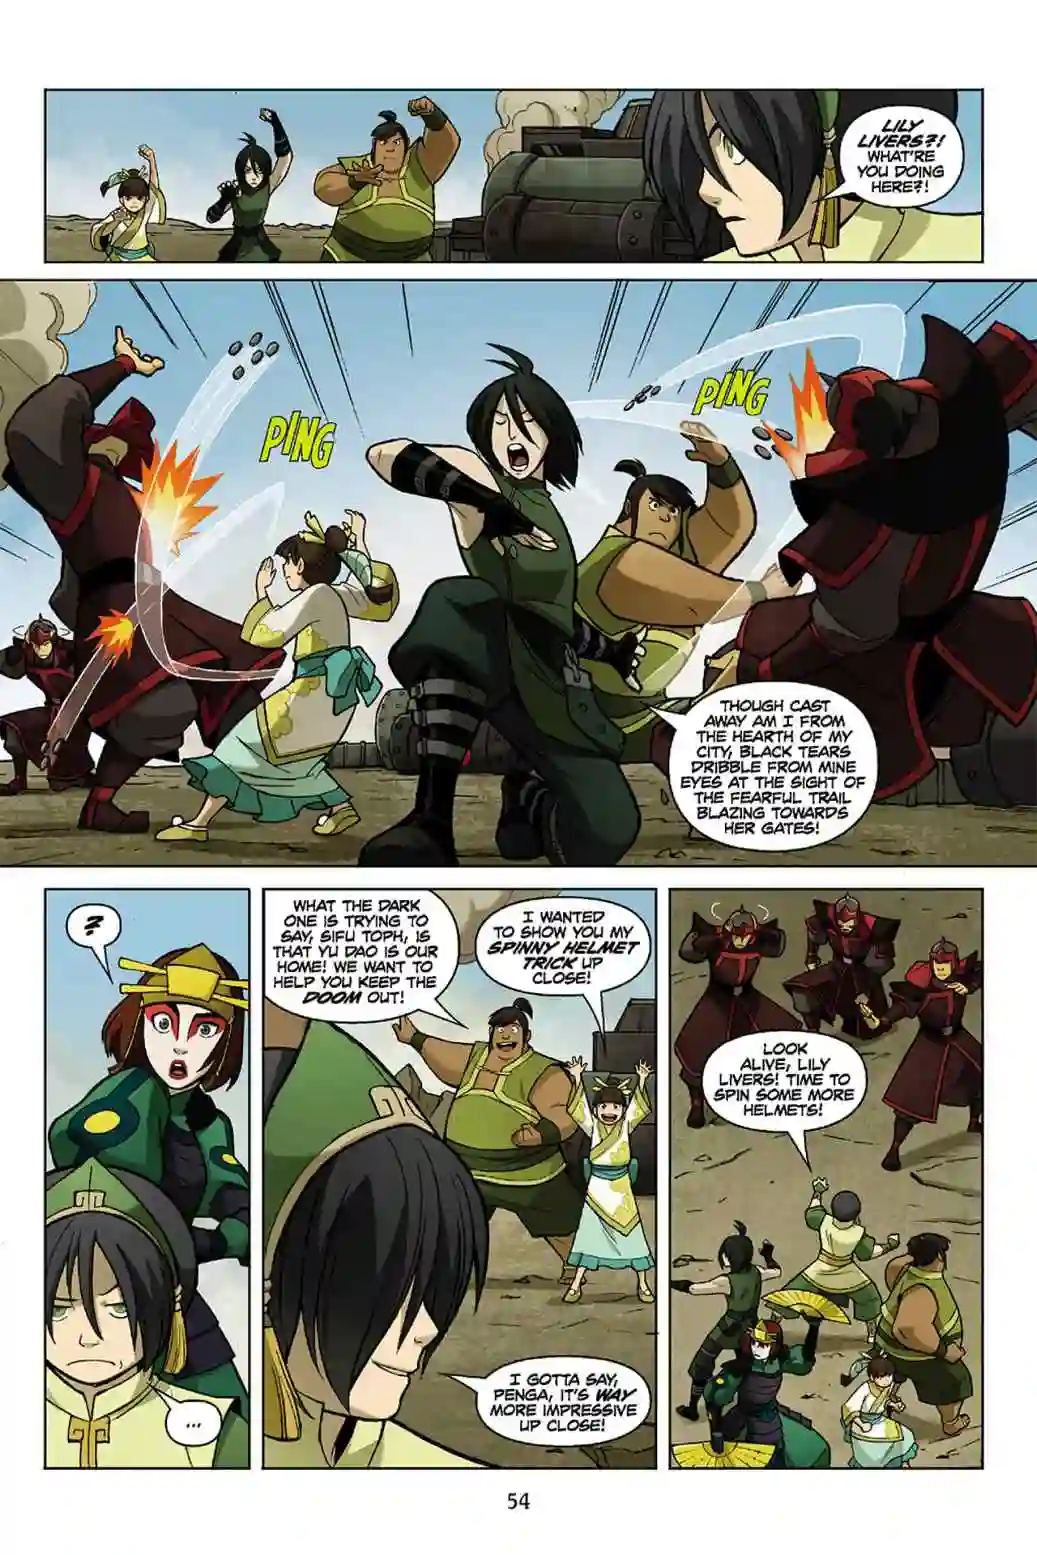 LILY
LIVERS?!
WHAT'RE
YOU DOING
HERE?!
PING
PING
THOUGH CAST
AWAY AM I FROM
THE HEARTH OF MY
CITY, BLACK TEARS
DRIBBLE FROM MINE
EYES AT THE SIGHT OF
THE FEARFUL TRAIL
BLAZING TOWARDS
HER GATES!
?
...
WHAT THE DARK
ONE IS TRYING TO
SAY, SIFU TOPH, IS
THAT YU DAO IS OUR
HOME! WE WANT TO
HELP YOU KEEP THE
DOOM OUT!
I WANTED
TO SHOW YOU MY
SPINNY HELMET
TRICK UP
CLOSE!
I GOTTA SAY,
PENGA, IT'S WAY
MORE IMPRESSIVE
UP CLOSE!
LOOK
ALIVE, LILY
LIVERS! TIME TO
SPIN SOME MORE
HELMETS!
54